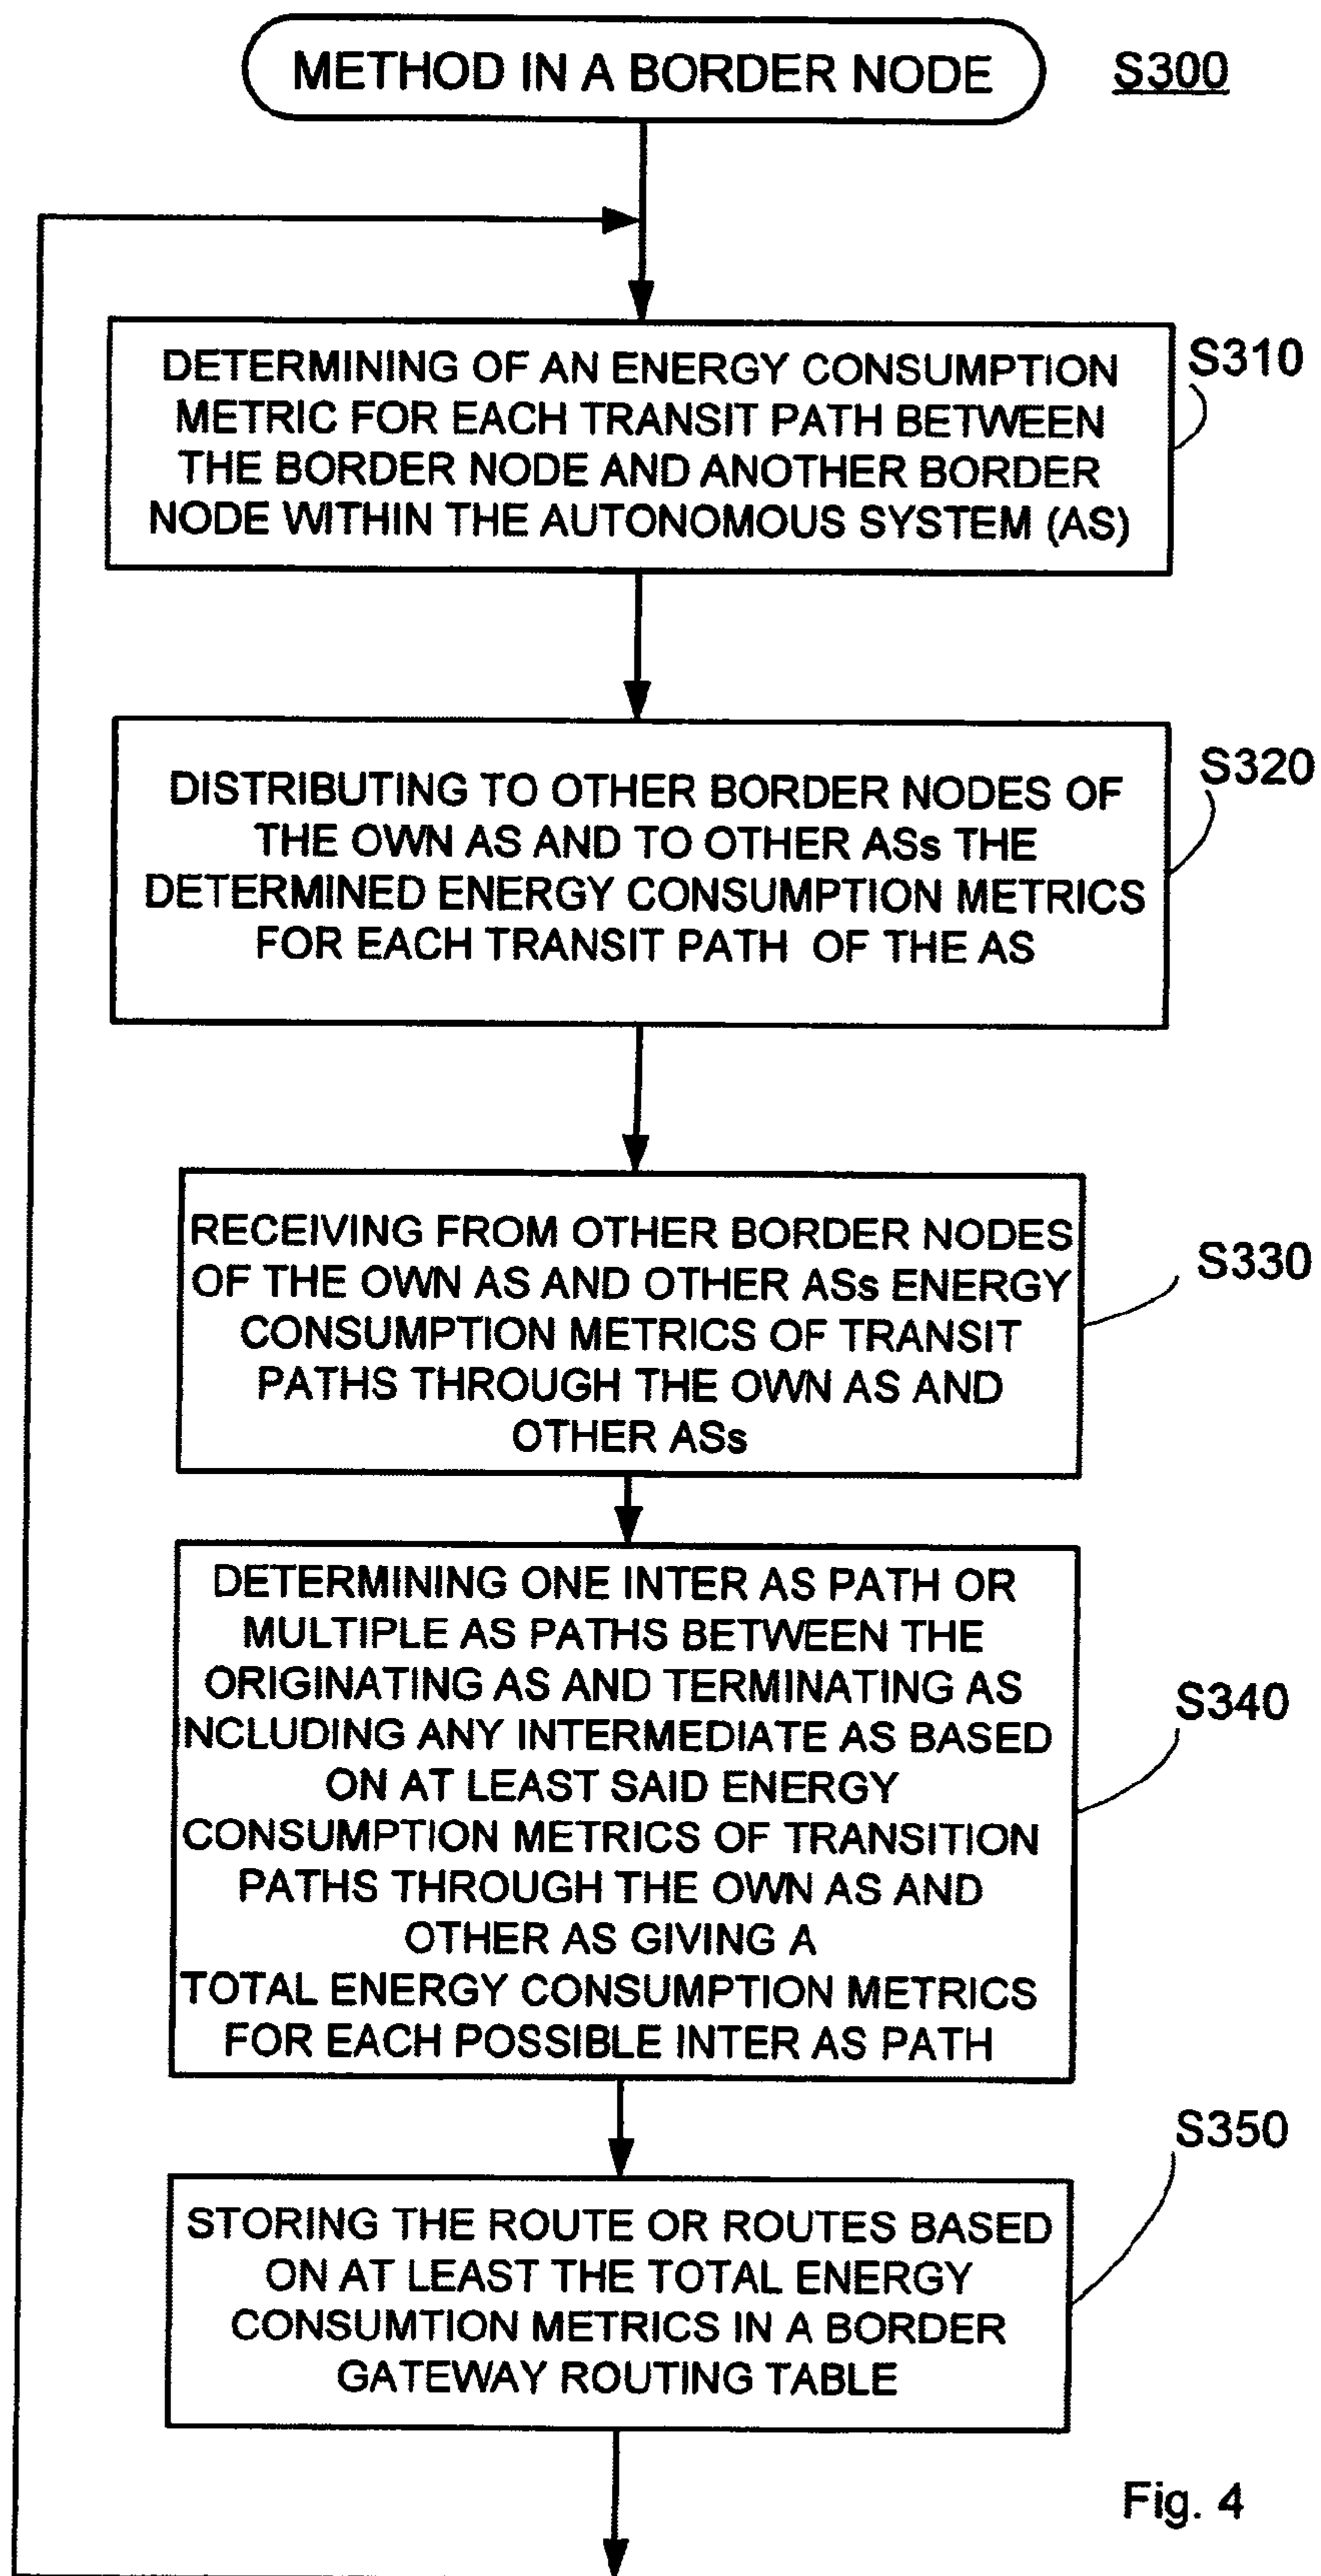 METHOD IN A BORDER NODE
S300
DETERMINING OF AN ENERGY CONSUMPTION
METRIC FOR EACH TRANSIT PATH BETWEEN
THE BORDER NODE AND ANOTHER BORDER
NODE WITHIN THE AUTONOMOUS SYSTEM (AS)
S310
DISTRIBUTING TO OTHER BORDER NODES OF
THE OWN AS AND TO OTHER ASs THE
DETERMINED ENERGY CONSUMPTION METRICS
FOR EACH TRANSIT PATH OF THE AS
S320
RECEIVING FROM OTHER BORDER NODES
OF THE OWN AS AND OTHER ASs ENERGY
CONSUMPTION METRICS OF TRANSIT
PATHS THROUGH THE OWN AS AND
OTHER ASs
S330
DETERMINING ONE INTER AS PATH OR
MULTIPLE AS PATHS BETWEEN THE
ORIGINATING AS AND TERMINATING AS
INCLUDING ANY INTERMEDIATE AS BASED
ON AT LEAST SAID ENERGY
CONSUMPTION METRICS OF TRANSITION
PATHS THROUGH THE OWN AS AND
OTHER AS GIVING A
TOTAL ENERGY CONSUMPTION METRICS
FOR EACH POSSIBLE INTER AS PATH
S340
STORING THE ROUTE OR ROUTES BASED
ON AT LEAST THE TOTAL ENERGY
CONSUMTION METRICS IN A BORDER
GATEWAY ROUTING TABLE
S350
Fig. 4